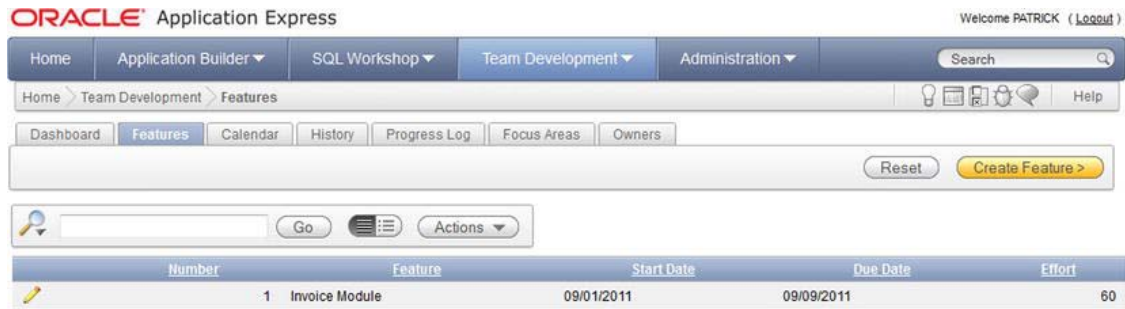 ORACLE Application Express
Welcome PATRICK ( Logout )
Home Application Builder SQL Workshop Team Development Administration Search
Home Team Development Features Help
Dashboard Features Calendar History Progress Log Focus Areas Owners
Reset Create Feature >
Go Actions
Number Feature Start Date Due Date Effort
1 Invoice Module 09/01/2011 09/09/2011 60